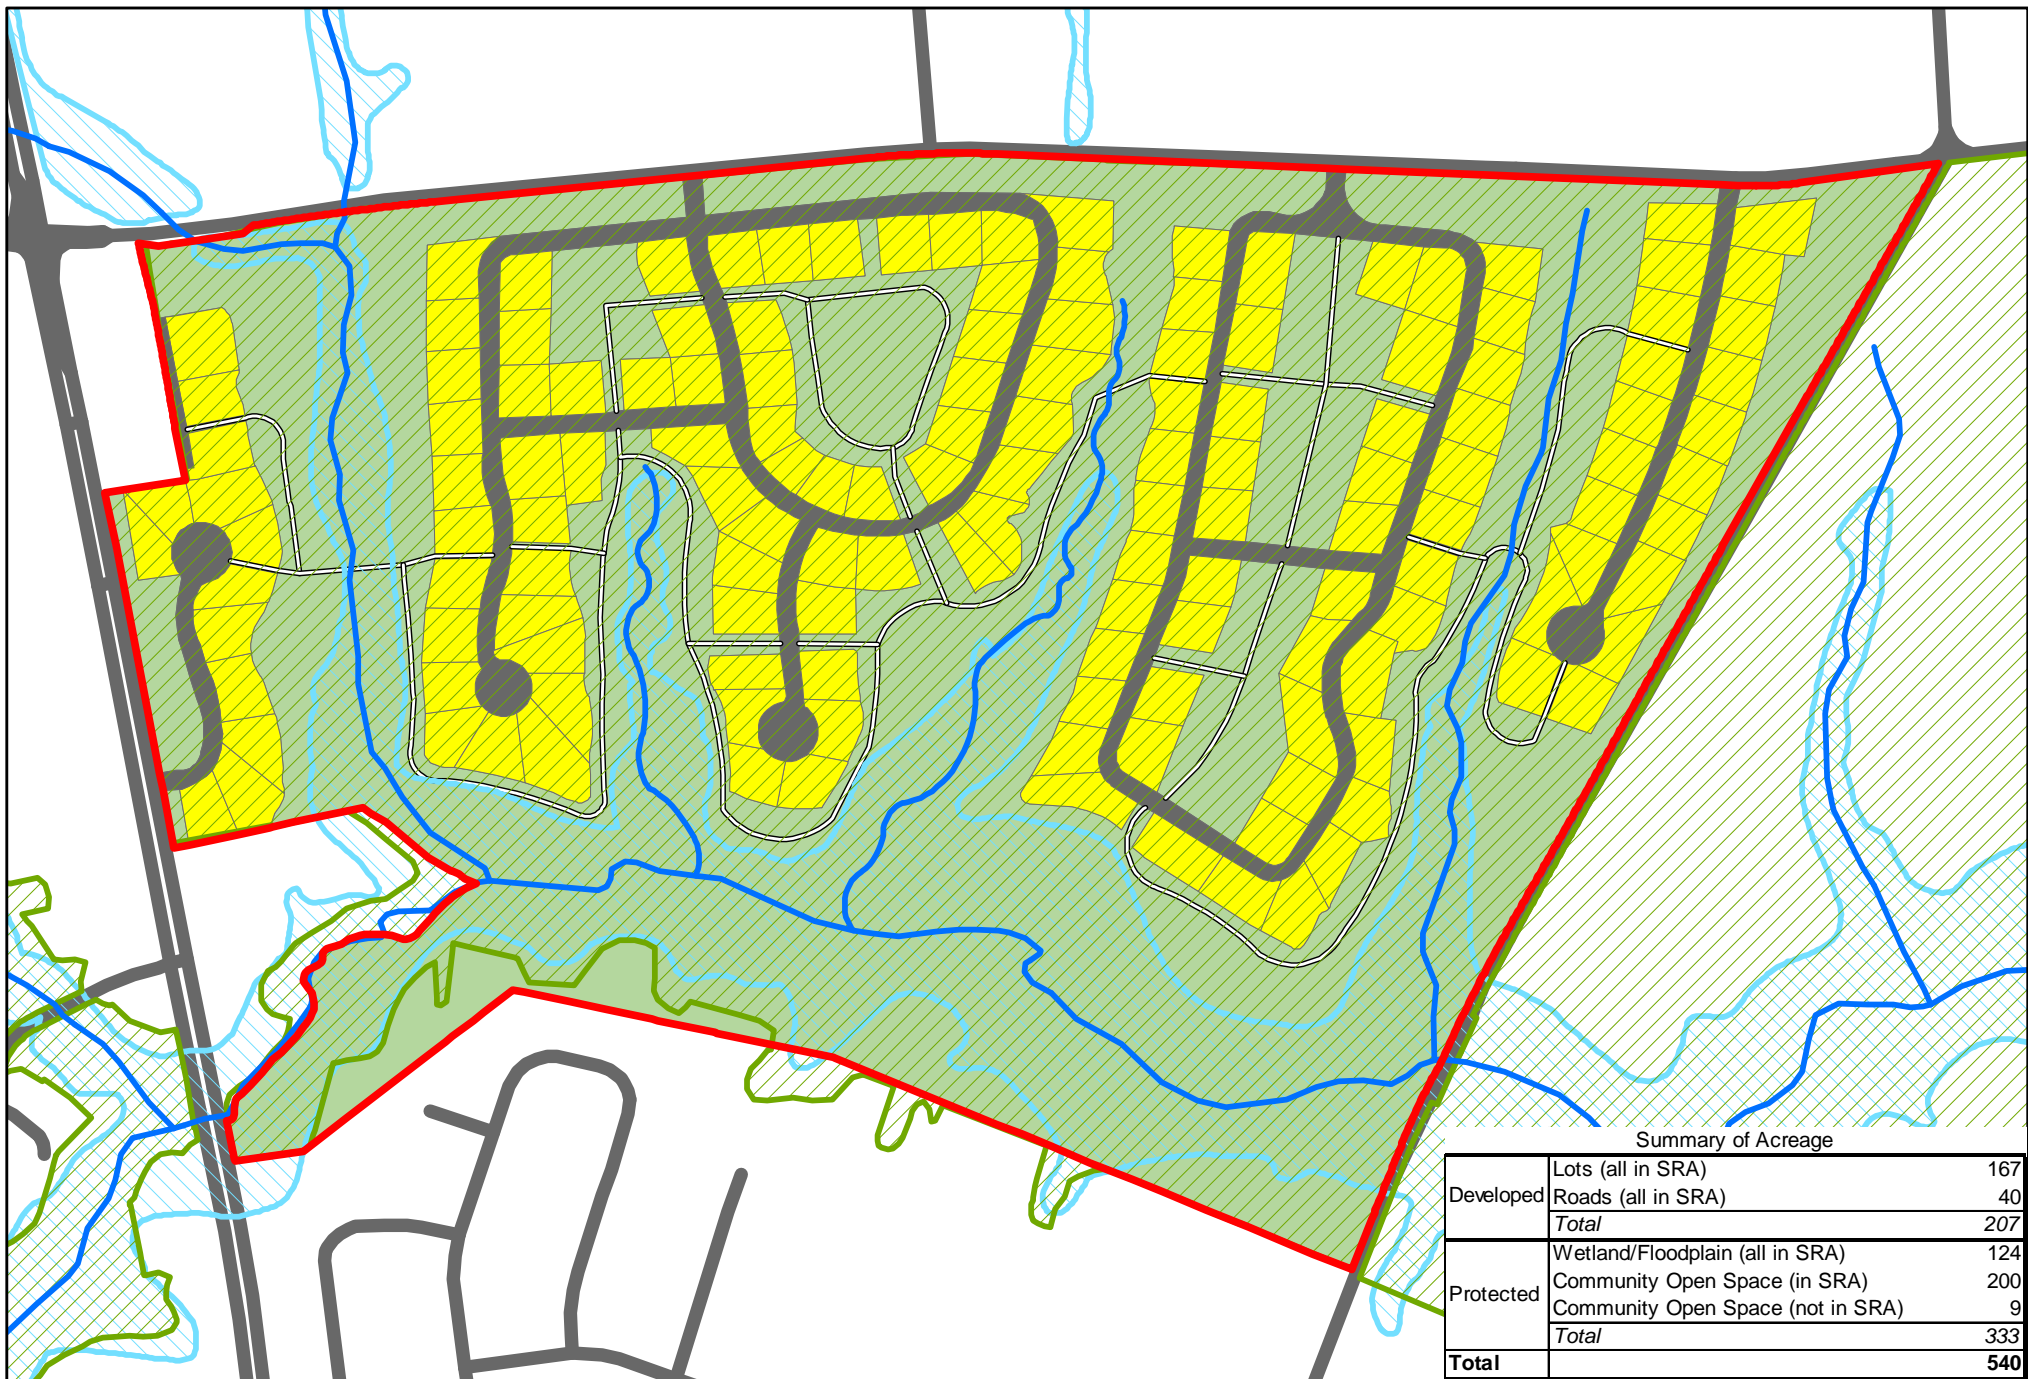 Summary of Acreage
Developed
Lots (all in SRA) 167
Roads (all in SRA) 40
Total 207
Protected
Wetland/Floodplain (all in SRA) 124
Community Open Space (in SRA) 200
Community Open Space (not in SRA) 9
Total 333
Total 540